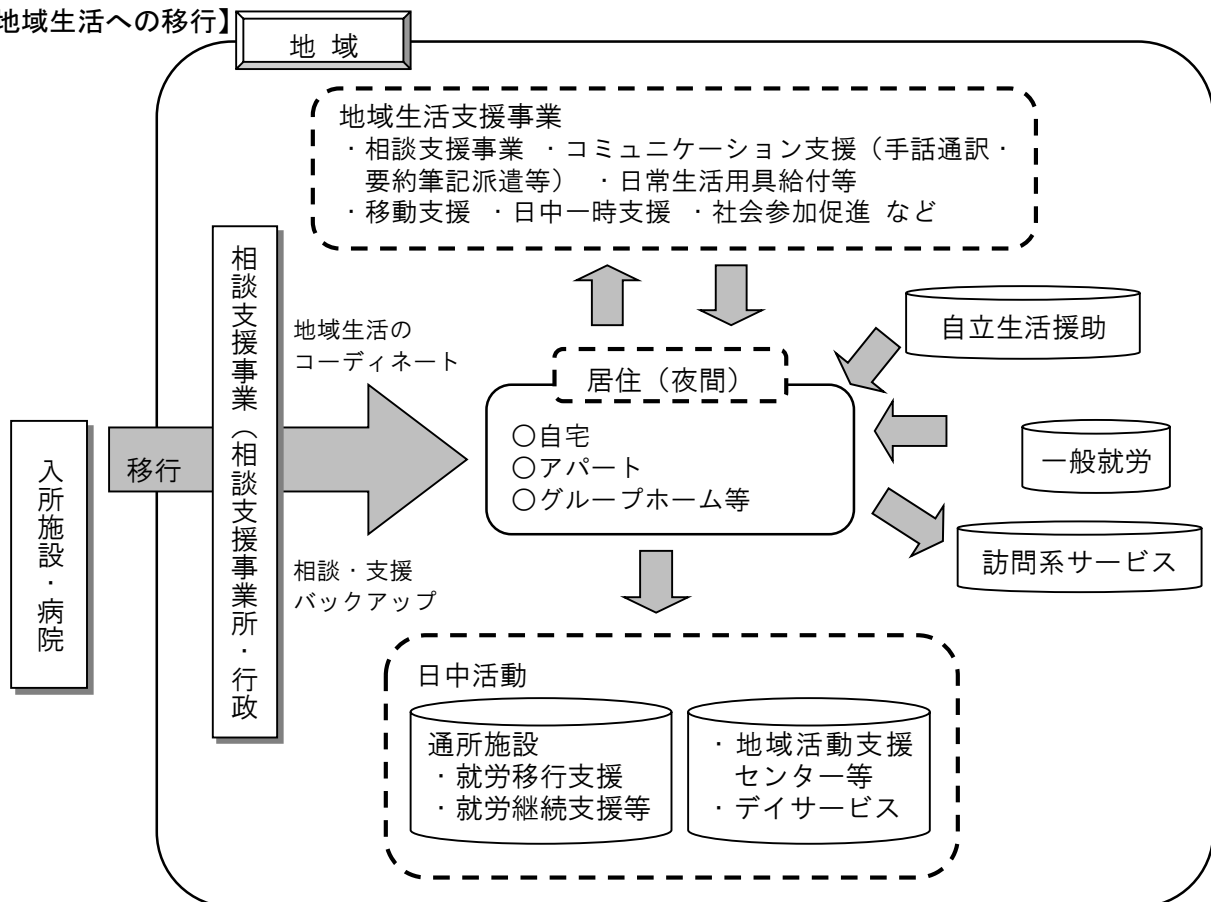 地域生活への移行】
地 域
地域生活支援事業
・相談支援事業 ・コミュニケーション支援（手話通訳・
要約筆記派遣等） ・日常生活用具給付等
・移動支援 ・日中一時支援 ・社会参加促進 など
相談支援事業（相談支援事業所・行政
地域生活の
コーディネート
自立生活援助
居住（夜間）
○自宅
○アパート
○グループホーム等
一般就労
訪問系サービス
入所施設・病院
移行
相談・支援
バックアップ
日中活動
通所施設
・就労移行支援
・就労継続支援等
・地域活動支援
センター等
・デイサービス